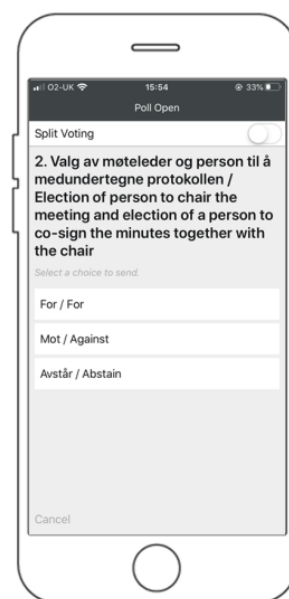 O2-UK 15:54 33%
Poll Open
Split Voting
2. Valg av møteleder og person til å
medundertegne protokollen /
Election of person to chair the
meeting and election of a person to
co-sign the minutes together with
the chair
Select a choice to send.
For / For
Mot / Against
Avstår / Abstain
Cancel